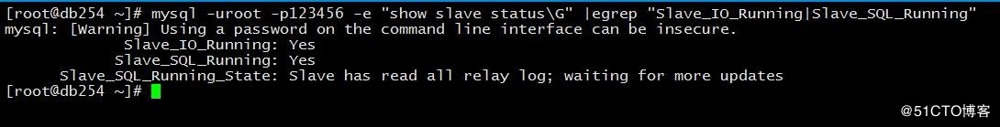 [root@db254 ~]# mysql -uroot -p123456 -e "show slave status\G" |egrep "Slave_IO_Running|Slave_SQL_Running"
mysql: [Warning] Using a password on the command line interface can be insecure.
Slave_IO_Running: Yes
Slave_SQL_Running: Yes
Slave_SQL_Running_State: Slave has read all relay log; waiting for more updates
[root@db254 ~]#
@51CTO博客